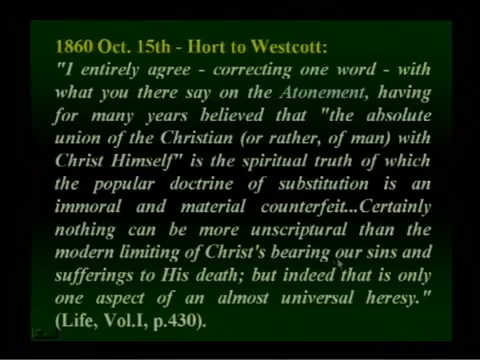 1860 Oct. 15th - Hort to Westcott:
"I entirely agree - correcting one word - with
what you there say on the Atonement, having
for many years believed that "the absolute
union of the Christian (or rather, of man) with
Christ Himself" is the spiritual truth of which
the popular doctrine of substitution is an
immoral and material counterfeit...Certainly
nothing can be more unscriptural than the
modern limiting of Christ's bearing our sins and
sufferings to His death; but indeed that is only
one aspect of an almost universal heresy."
(Life, Vol.I, p.430).